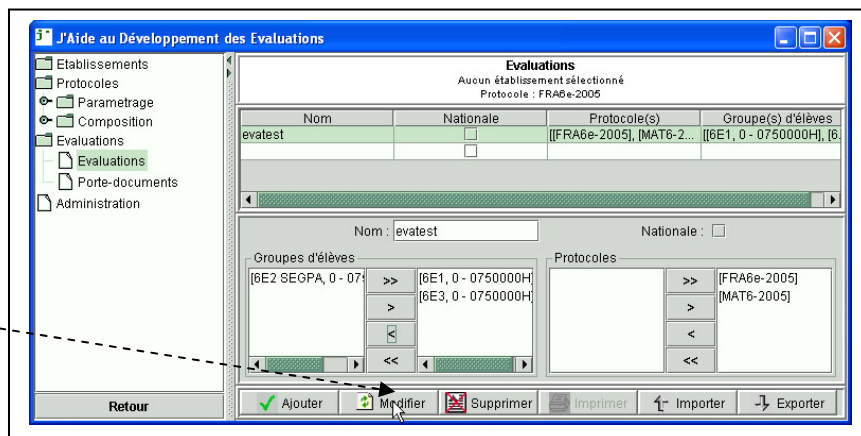 J'Aide au Développement des Evaluations
Etablissements
Protocoles
Parametrage
Composition
Evaluations
Evaluations
Porte-documents
Administration
Retour
Evaluations
Aucun établissement sélectionné
Protocole : FRA6e-2005
Nom Nationale Protocole(s) Groupe(s) d'élèves
evatest [[FRA6e-2005], [MAT6-2... [[6E1, 0 - 0750000H], [6.
Nom : evatest Nationale :
Groupes d'élèves Protocoles
[6E2 SEGPA, 0 - 07 >> [6E1, 0 - 0750000H] >> [FRA6e-2005]
> [6E3, 0 - 0750000H] > [MAT6-2005]
< <
<< <<
Ajouter Modifier Supprimer Imprimer Importer Exporter